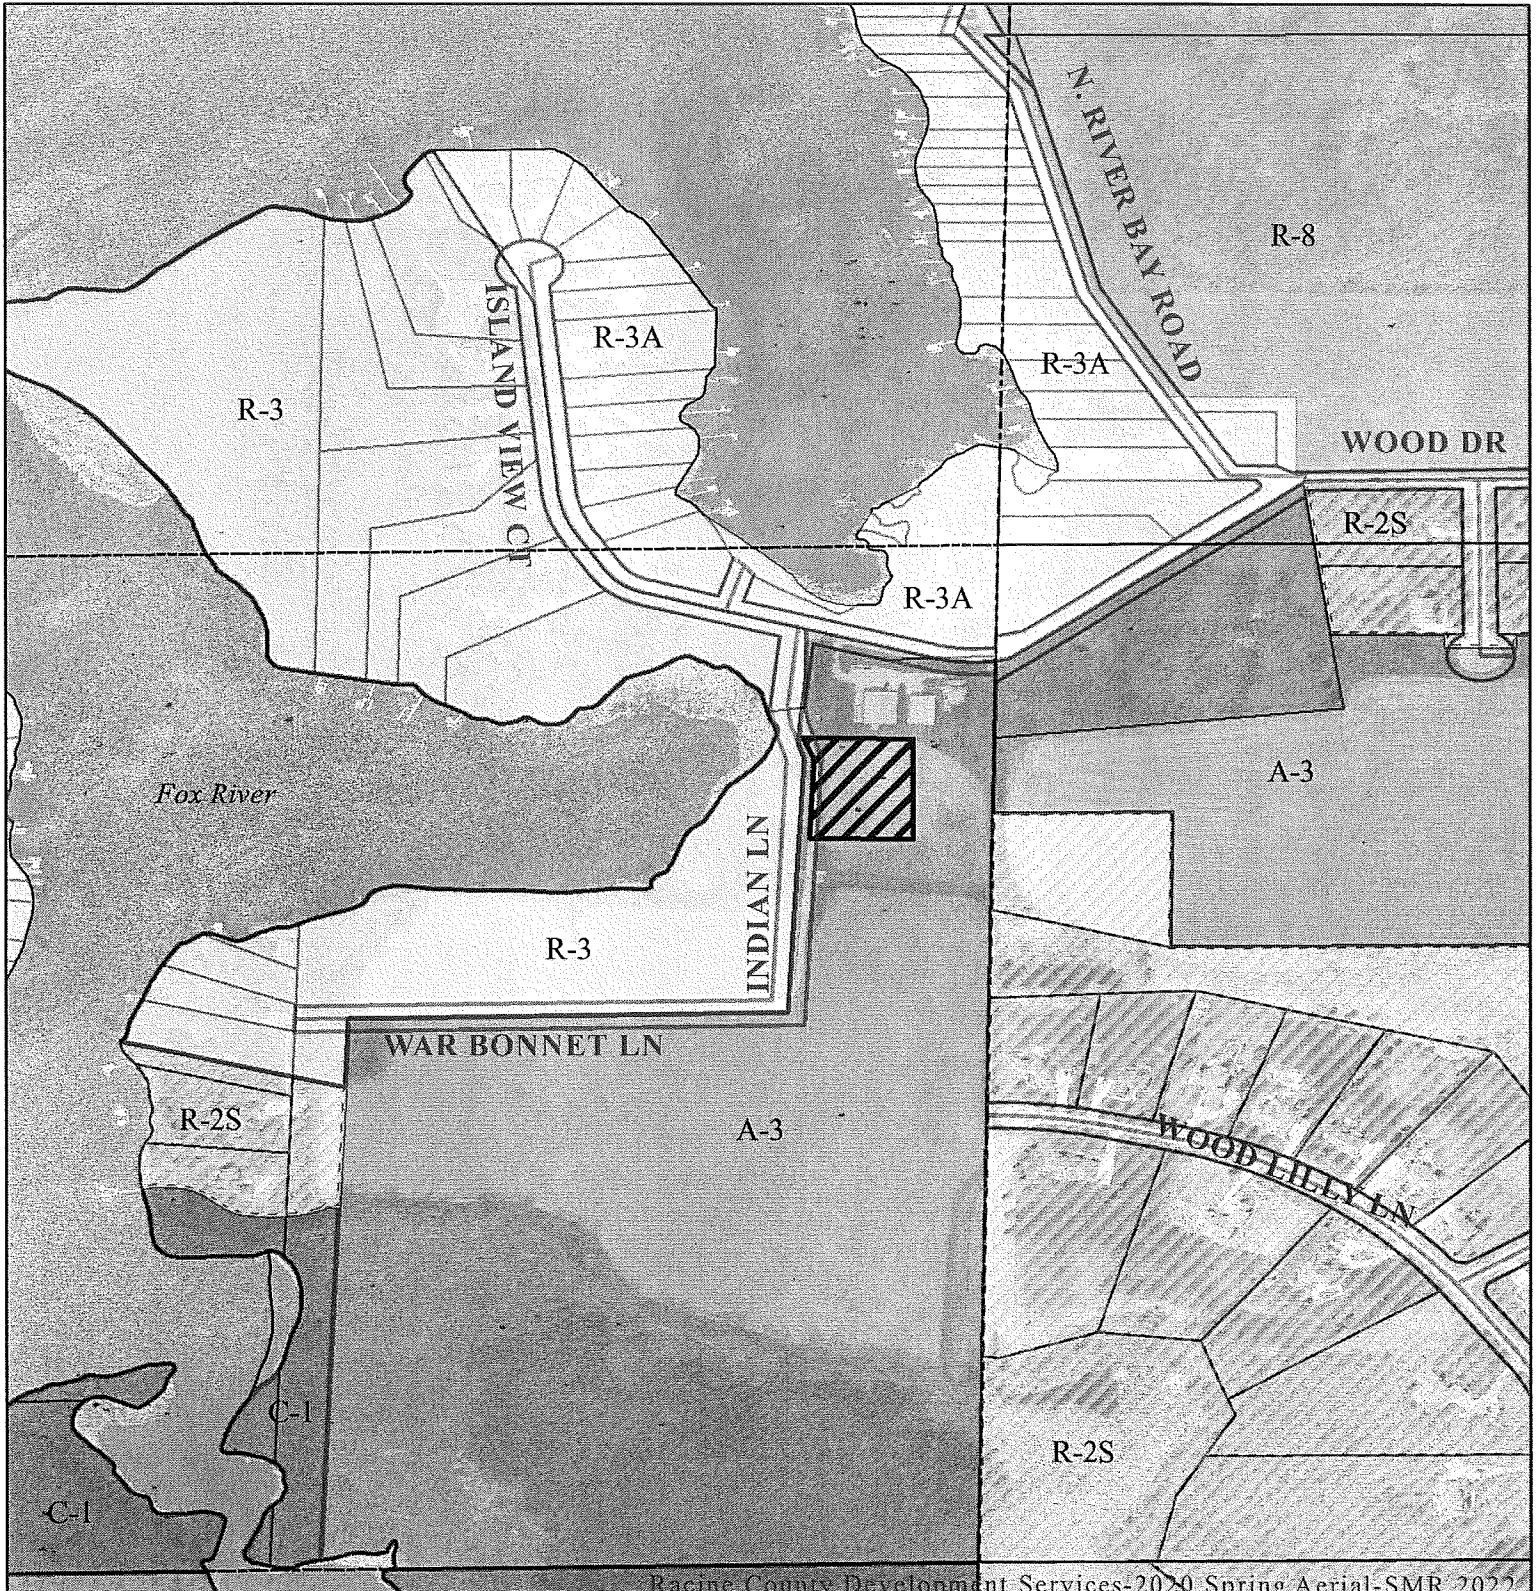 N. RIVER BAY ROAD
R-8
R-3A
ISLAND VIEW CT
R-3A
R-3
WOOD DR
R-2S
R-3A
A-3
Fox River
INDIAN LN
R-3
WAR BONNET LN
R-2S
A-3
WOOD LILLY LN
C-1
R-2S
C-1
Racine County Development Services-2020 Spring Aerial-SMR 2022